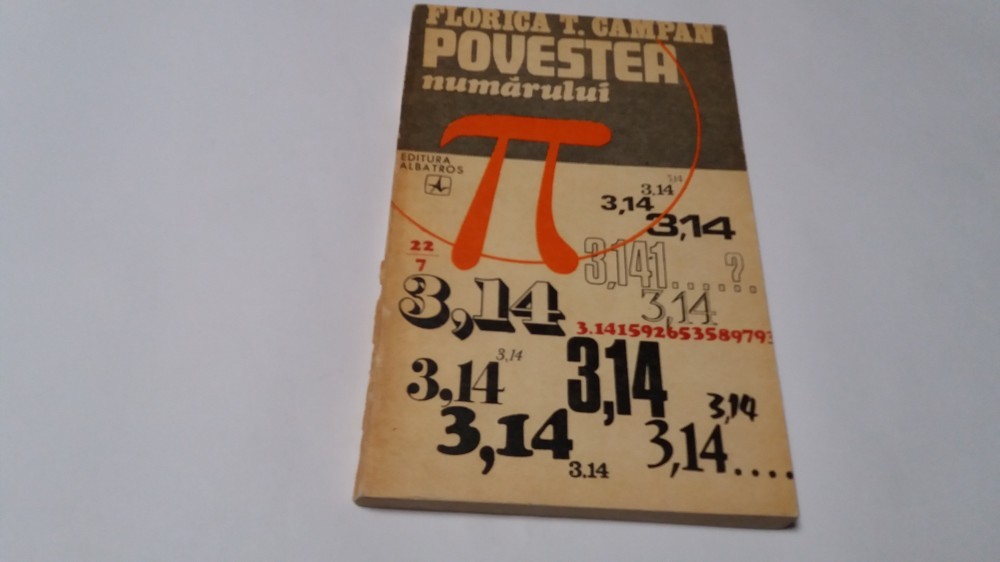 FLORICA T. CAMPAN
POVESTEA
numărului
π
EDITURA
ALBATROS
3,14
3,14
3,14
3,14
22
7
3,141.....?..
3,14
3,14
3.14159265358979
3,14
3,14
3,14
3,14
3,14
3,14....
3,14